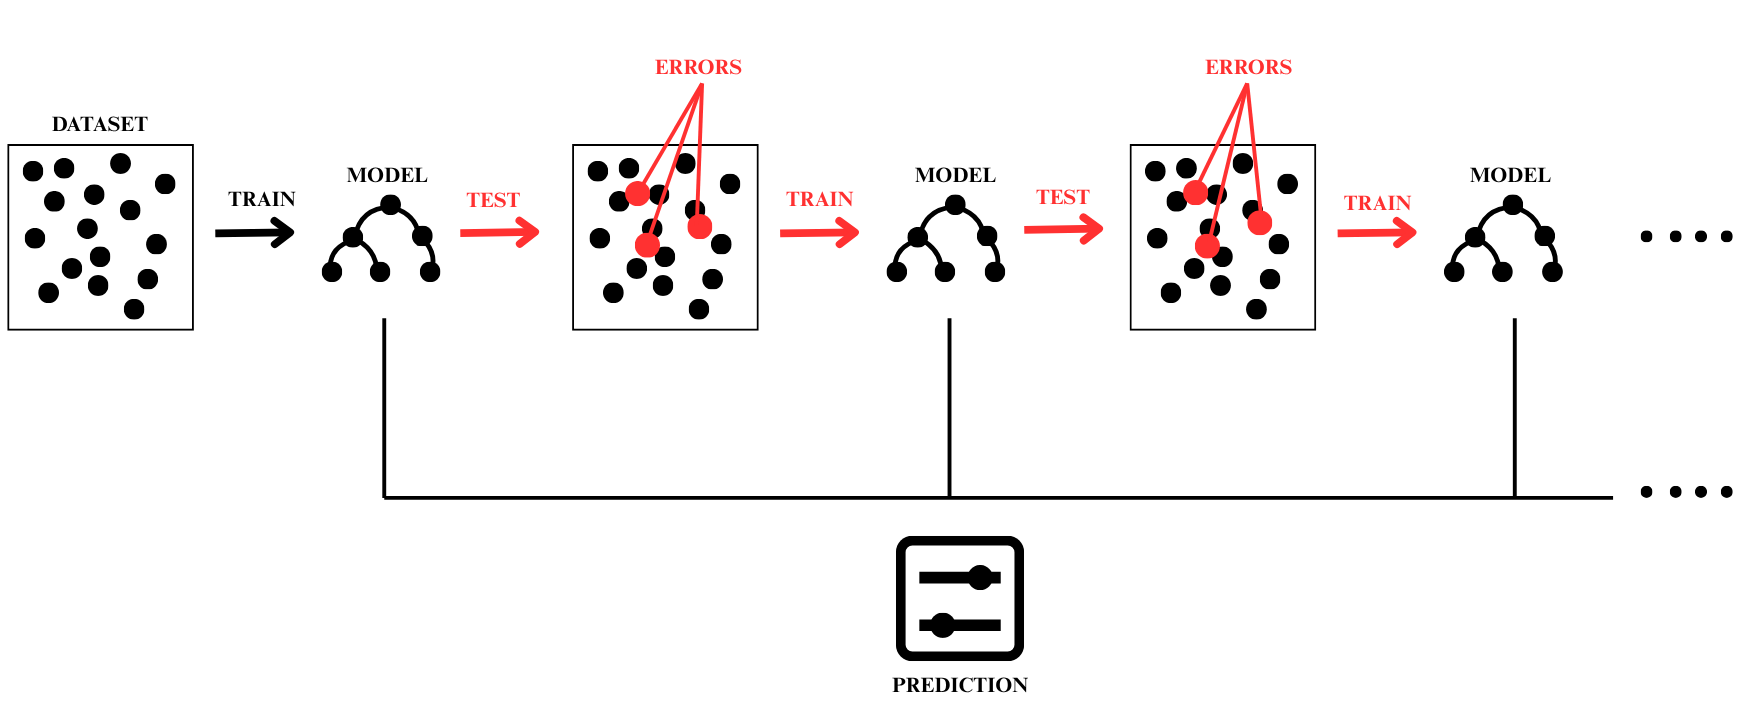 ERRORS
ERRORS
DATASET
MODEL
MODEL
MODEL
TRAIN
TEST
TRAIN
TEST
TRAIN
PREDICTION